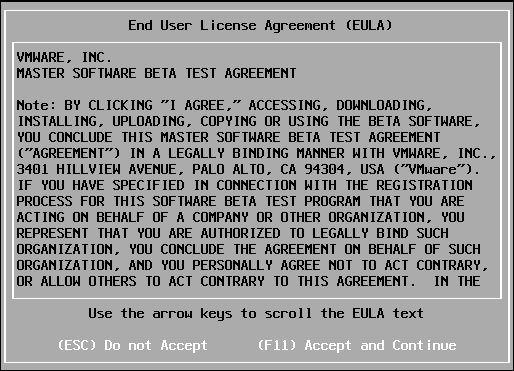 End User License Agreement (EULA)
VMWARE, INC.
MASTER SOFTWARE BETA TEST AGREEMENT
Note: BY CLICKING "I AGREE," ACCESSING, DOWNLOADING,
INSTALLING, UPLOADING, COPYING OR USING THE BETA SOFTWARE,
YOU CONCLUDE THIS MASTER SOFTWARE BETA TEST AGREEMENT
("AGREEMENT") IN A LEGALLY BINDING MANNER WITH VMWARE, INC.,
3401 HILLVIEW AVENUE, PALO ALTO, CA 94304, USA ("VMware").
IF YOU HAVE SPECIFIED IN CONNECTION WITH THE REGISTRATION
PROCESS FOR THIS SOFTWARE BETA TEST PROGRAM THAT YOU ARE
ACTING ON BEHALF OF A COMPANY OR OTHER ORGANIZATION, YOU
REPRESENT THAT YOU ARE AUTHORIZED TO LEGALLY BIND SUCH
ORGANIZATION, YOU CONCLUDE THE AGREEMENT ON BEHALF OF SUCH
ORGANIZATION, AND YOU PERSONALLY AGREE NOT TO ACT CONTRARY,
OR ALLOW OTHERS TO ACT CONTRARY TO THIS AGREEMENT.  IN THE
Use the arrow keys to scroll the EULA text
(ESC) Do not Accept (F11) Accept and Continue